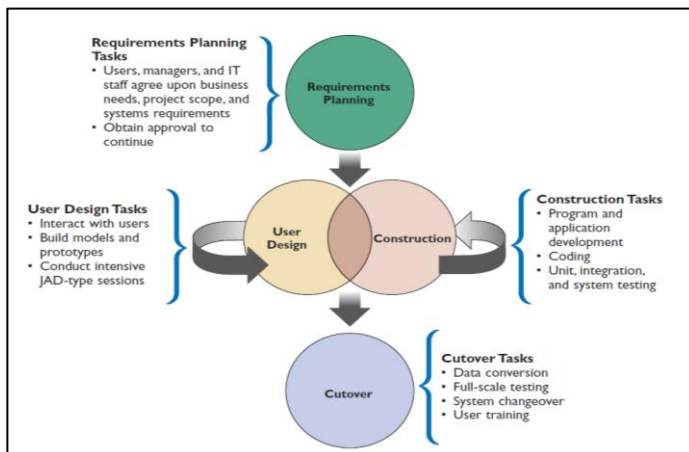 Requirements Planning
Tasks
• Users, managers, and IT
staff agree upon business
needs, project scope, and
systems requirements
• Obtain approval to
continue
Requirements
Planning
User Design Tasks
• Interact with users
• Build models and
prototypes
• Conduct intensive
JAD-type sessions
User
Design
Construction
Construction Tasks
• Program and
application
development
• Coding
• Unit, integration,
and system testing
Cutover
Cutover Tasks
• Data conversion
• Full-scale testing
• System changeover
• User training